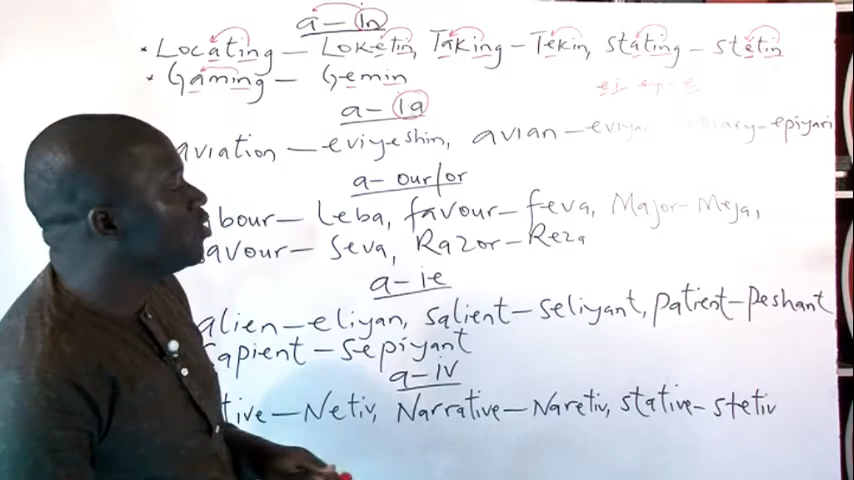 a - in
* Locating - Loketin, Taking - Tekin, stating - stetin
* Gaming - Gemin
a - ia
aviation - eviyeshin, avian - epiyari
a - our/or
bour - Leba, favour - feva, Major - Meja,
avour - Seva, Razor - Reza
a - ie
alien - eliyan, salient - seliyant, patient - peshant
sapient - sepiyant
a - iv
tive - Netiv, Narrative - Naretiv, stative - stetiv